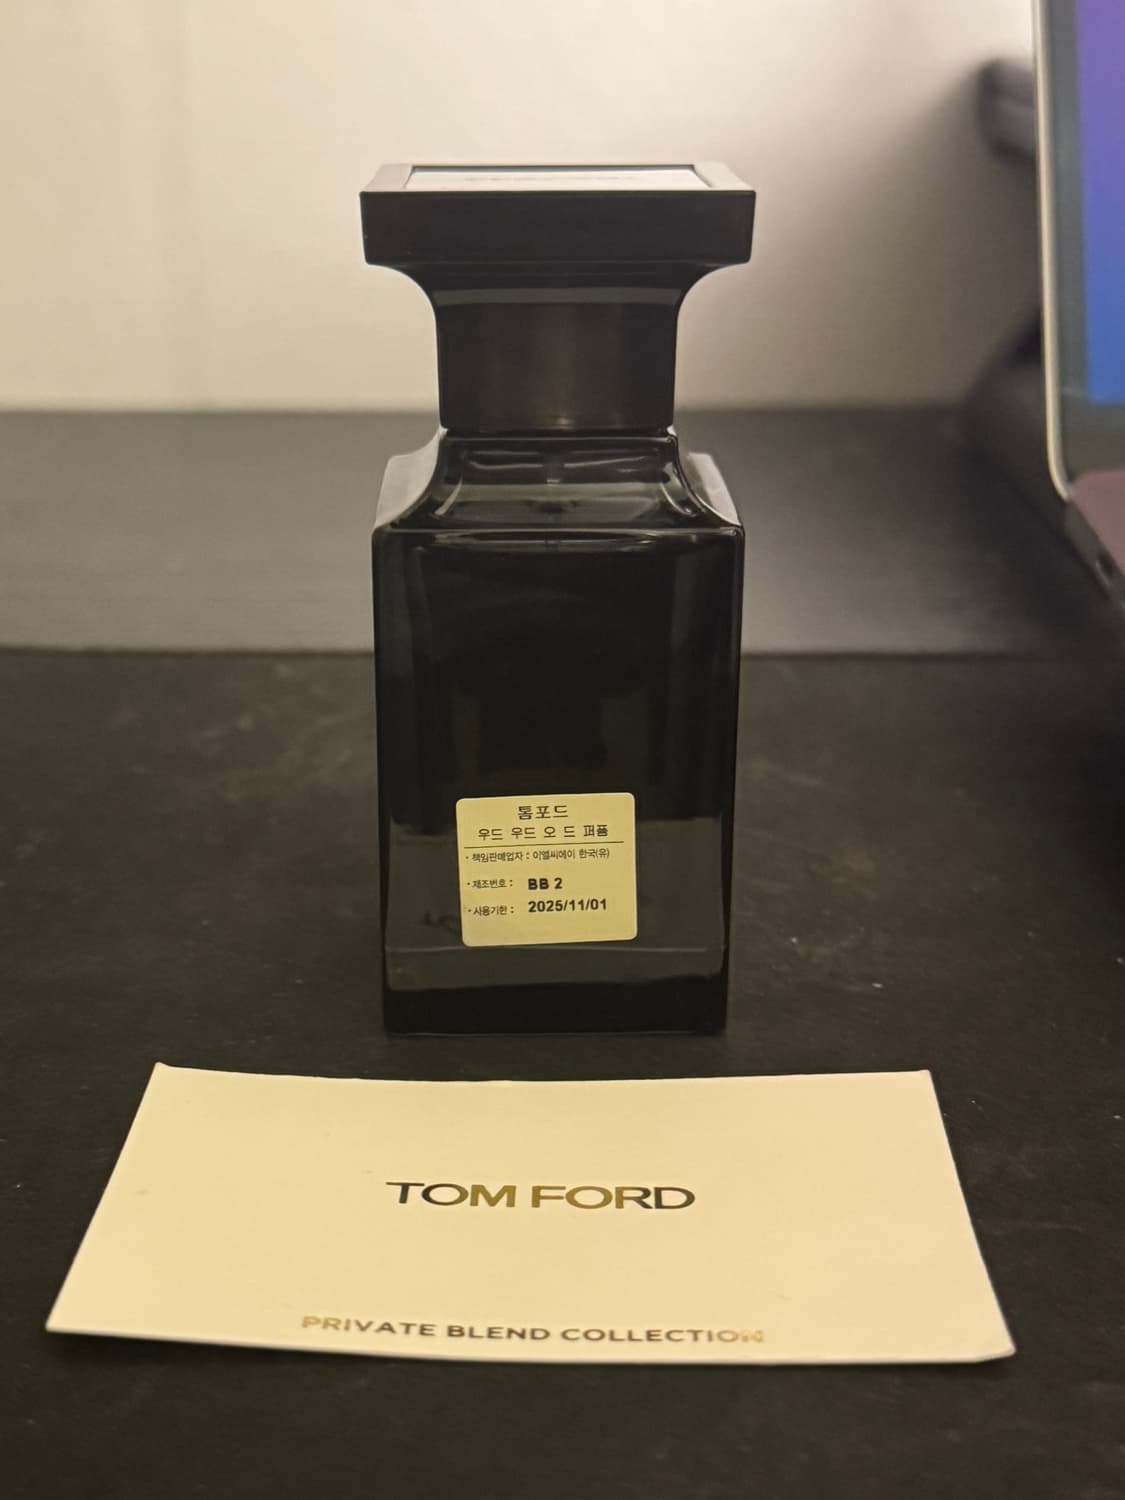 톰포드
우드 우드 오 드 퍼퓸
· 책임판매업자 : 이엘씨에이 한국(유)
· 제조번호 : BB 2
· 사용기한 : 2025/11/01
TOM FORD
PRIVATE BLEND COLLECTION